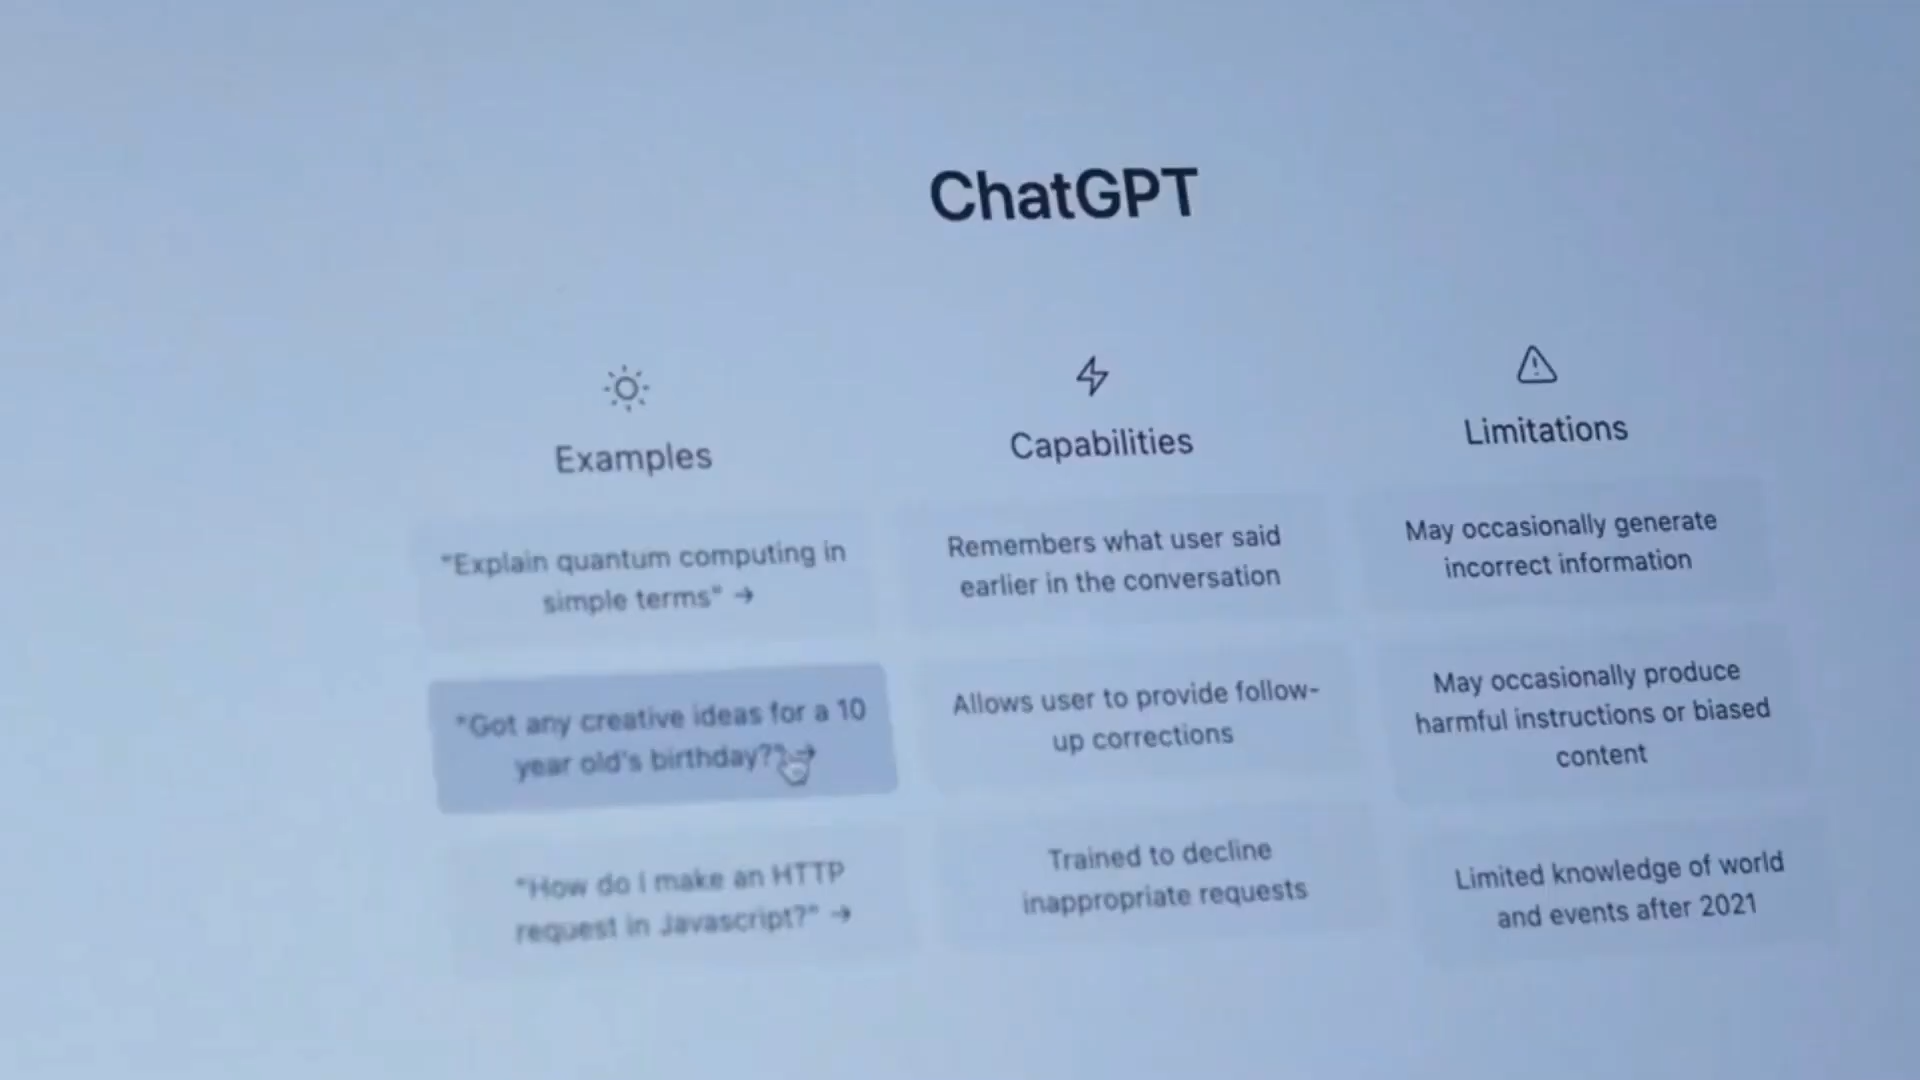 ChatGPT
Examples
"Explain quantum computing in
simple terms" →
"Got any creative ideas for a 10
year old's birthday?" →
"How do I make an HTTP
request in Javascript?" →
Capabilities
Remembers what user said
earlier in the conversation
Allows user to provide follow-
up corrections
Trained to decline
inappropriate requests
Limitations
May occasionally generate
incorrect information
May occasionally produce
harmful instructions or biased
content
Limited knowledge of world
and events after 2021